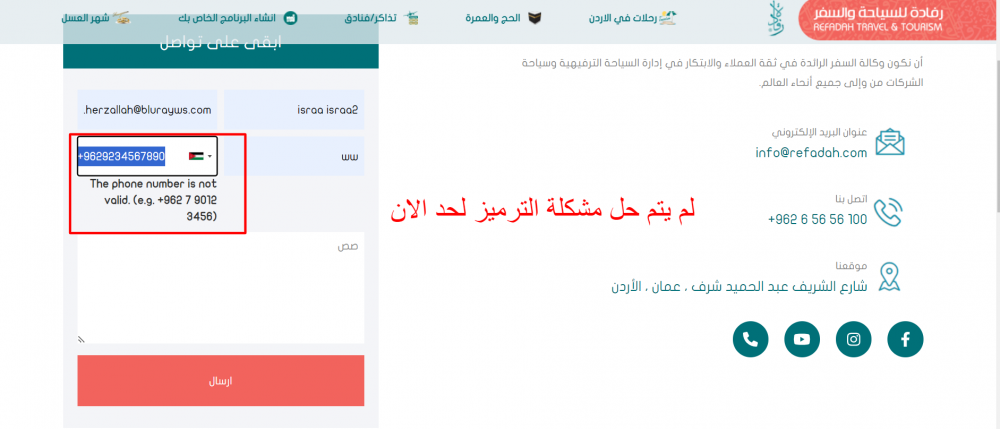 رفادة للسياحة والسفر
REFADAH TRAVEL & TOURISM
رحلات في الاردن
الحج والعمرة
تذاكر/فنادق
انشاء البرنامج الخاص بك
شهر العسل
ابقى على تواصل
أن نكون وكالة السفر الرائدة في ثقة العملاء والابتكار في إدارة السياحة الترفيهية وسياحة
الشركات من وإلى جميع أنحاء العالم.
israa israa2
.herzallah@blurayws.com
ww
+9629234567890
The phone number is not
valid. (e.g. +962 7 9012
3456)
صص
ارسال
لم يتم حل مشكلة الترميز لحد الان
عنوان البريد الإلكتروني
info@refadah.com
اتصل بنا
+962 6 56 56 100
موقعنا
شارع الشريف عبد الحميد شرف ، عمان ، الأردن